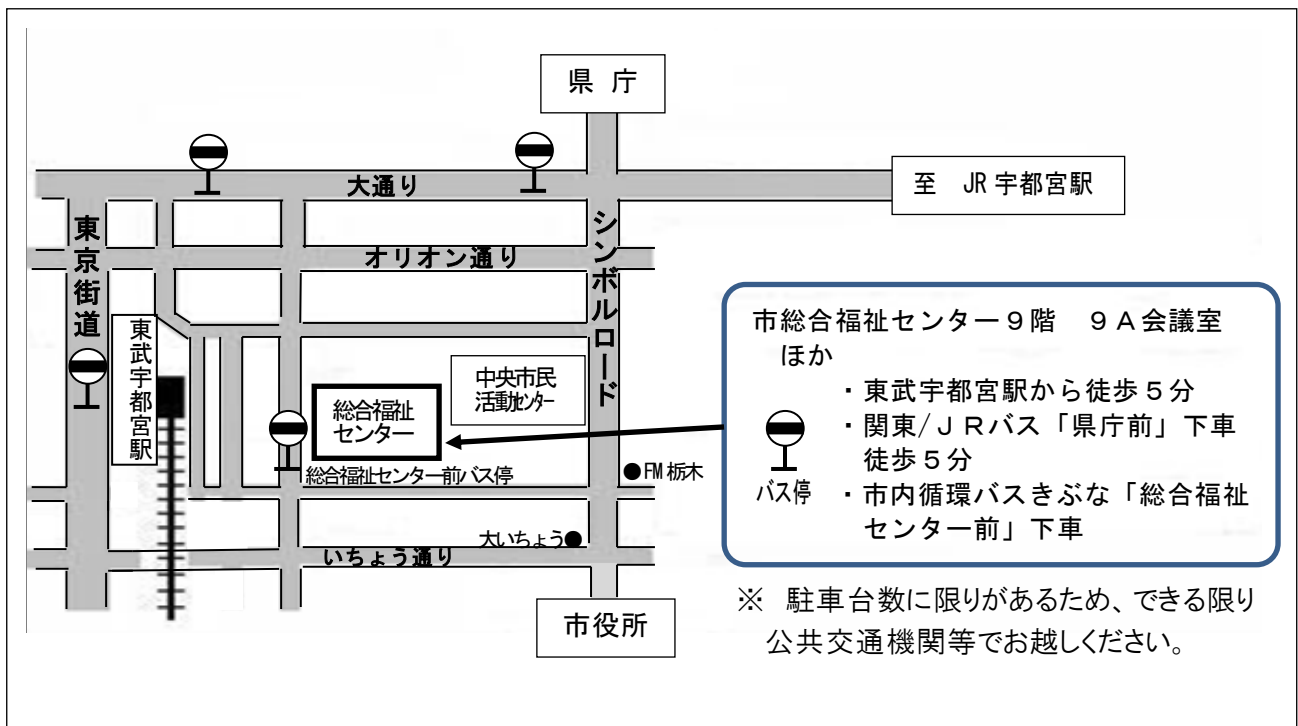 県 庁
大通り
至 JR宇都宮駅
東京街道
シンボルロード
オリオン通り
東武宇都宮駅
中央市民
活動センター
総合福祉
センター
総合福祉センター前バス停
●FM栃木
大いちょう●
いちょう通り
市役所
市総合福祉センター９階 ９Ａ会議室
ほか
・東武宇都宮駅から徒歩５分
・関東/ＪＲバス「県庁前」下車
徒歩５分
バス停
・市内循環バスきぶな「総合福祉
センター前」下車
※ 駐車台数に限りがあるため、できる限り
公共交通機関等でお越しください。